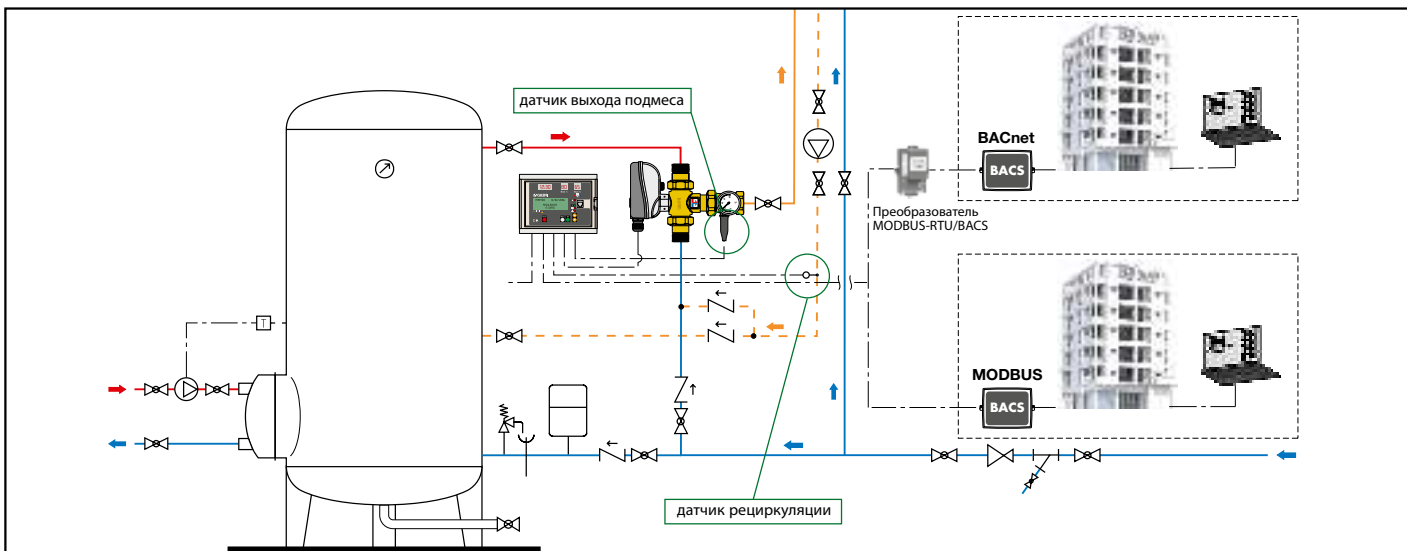 датчик выхода подмеса
BACnet
BACS
Преобразователь
MODBUS-RTU/BACS
T
MODBUS
BACS
датчик рециркуляции